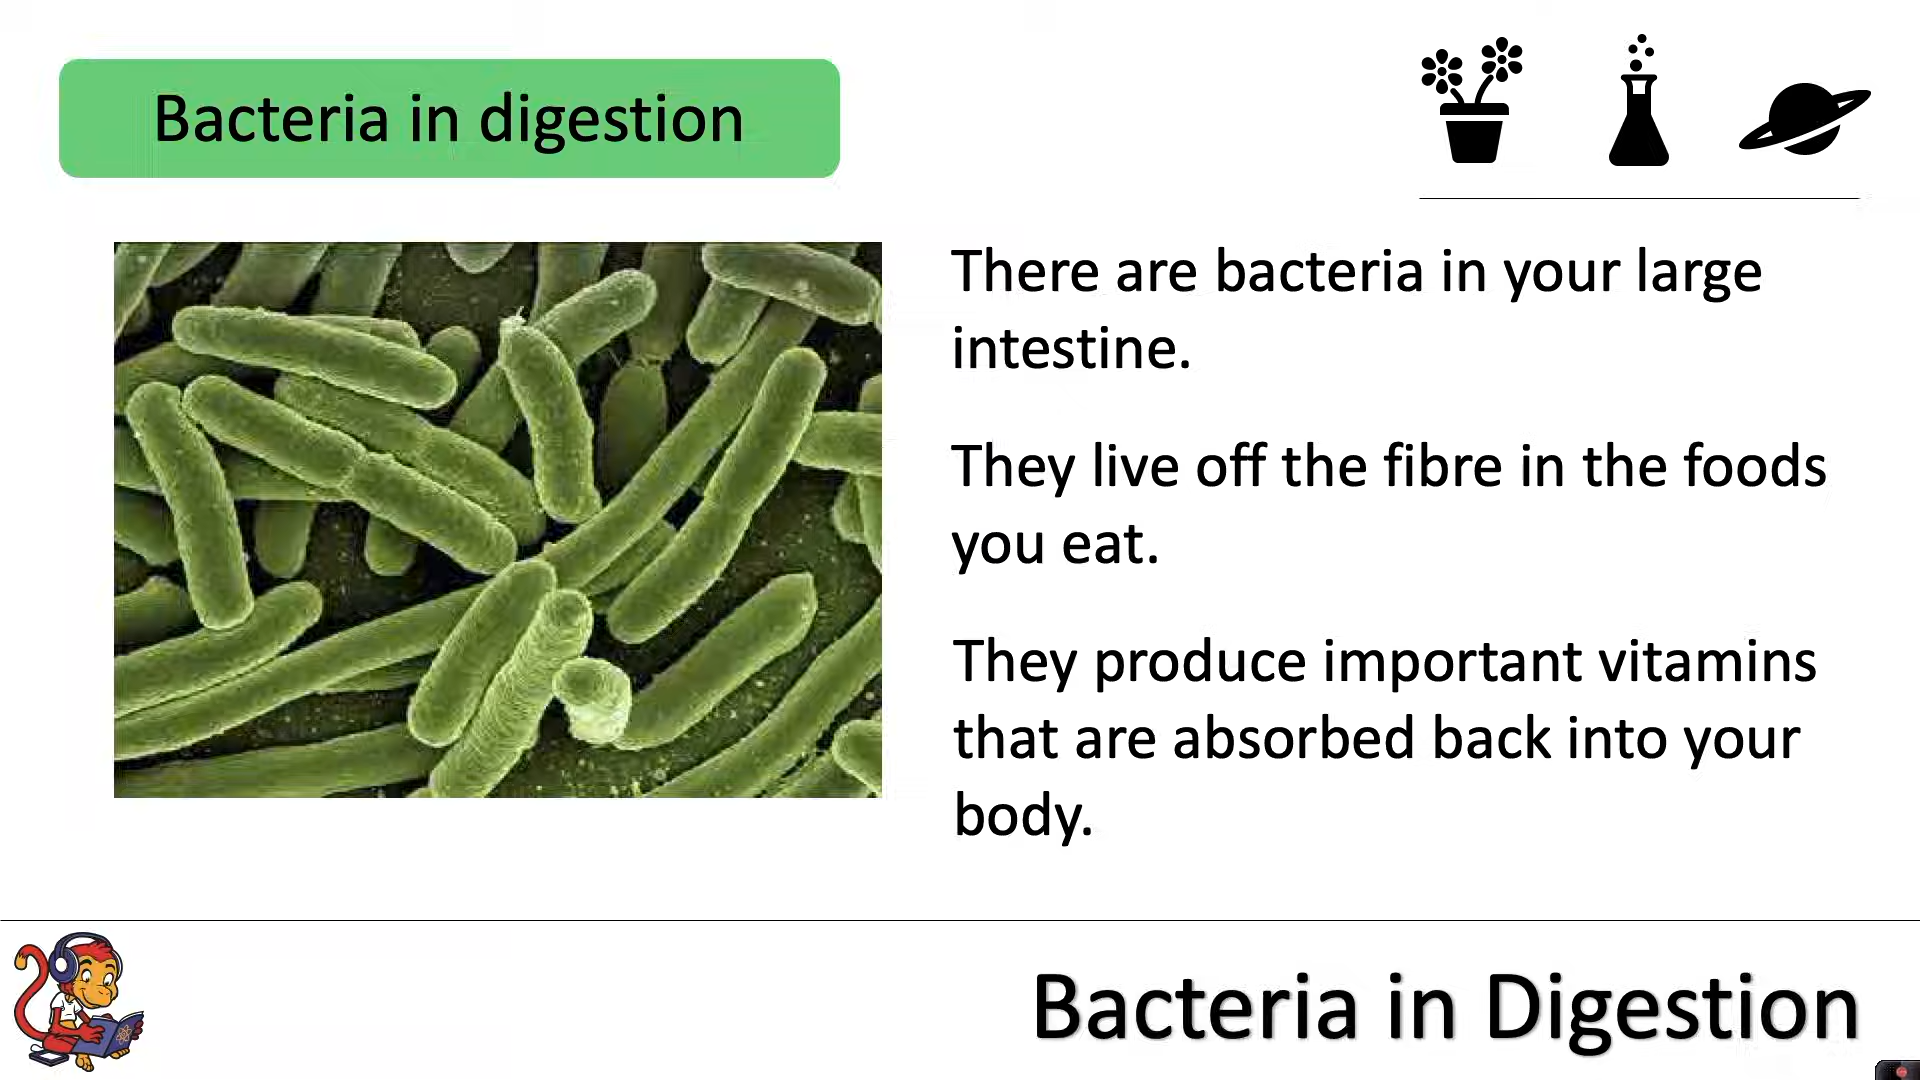 Bacteria in digestion
There are bacteria in your large
intestine.
They live off the fibre in the foods
you eat.
They produce important vitamins
that are absorbed back into your
body.
Bacteria in Digestion